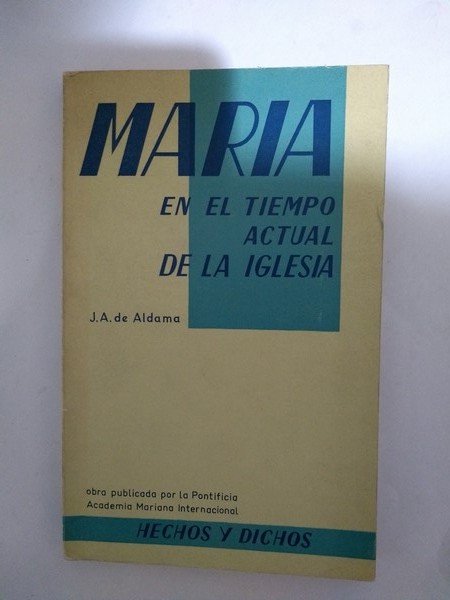 MARIA
EN EL TIEMPO
ACTUAL
DE LA IGLESIA
J.A. de Aldama
obra publicada por la Pontificia
Academia Mariana Internacional
HECHOS Y DICHOS